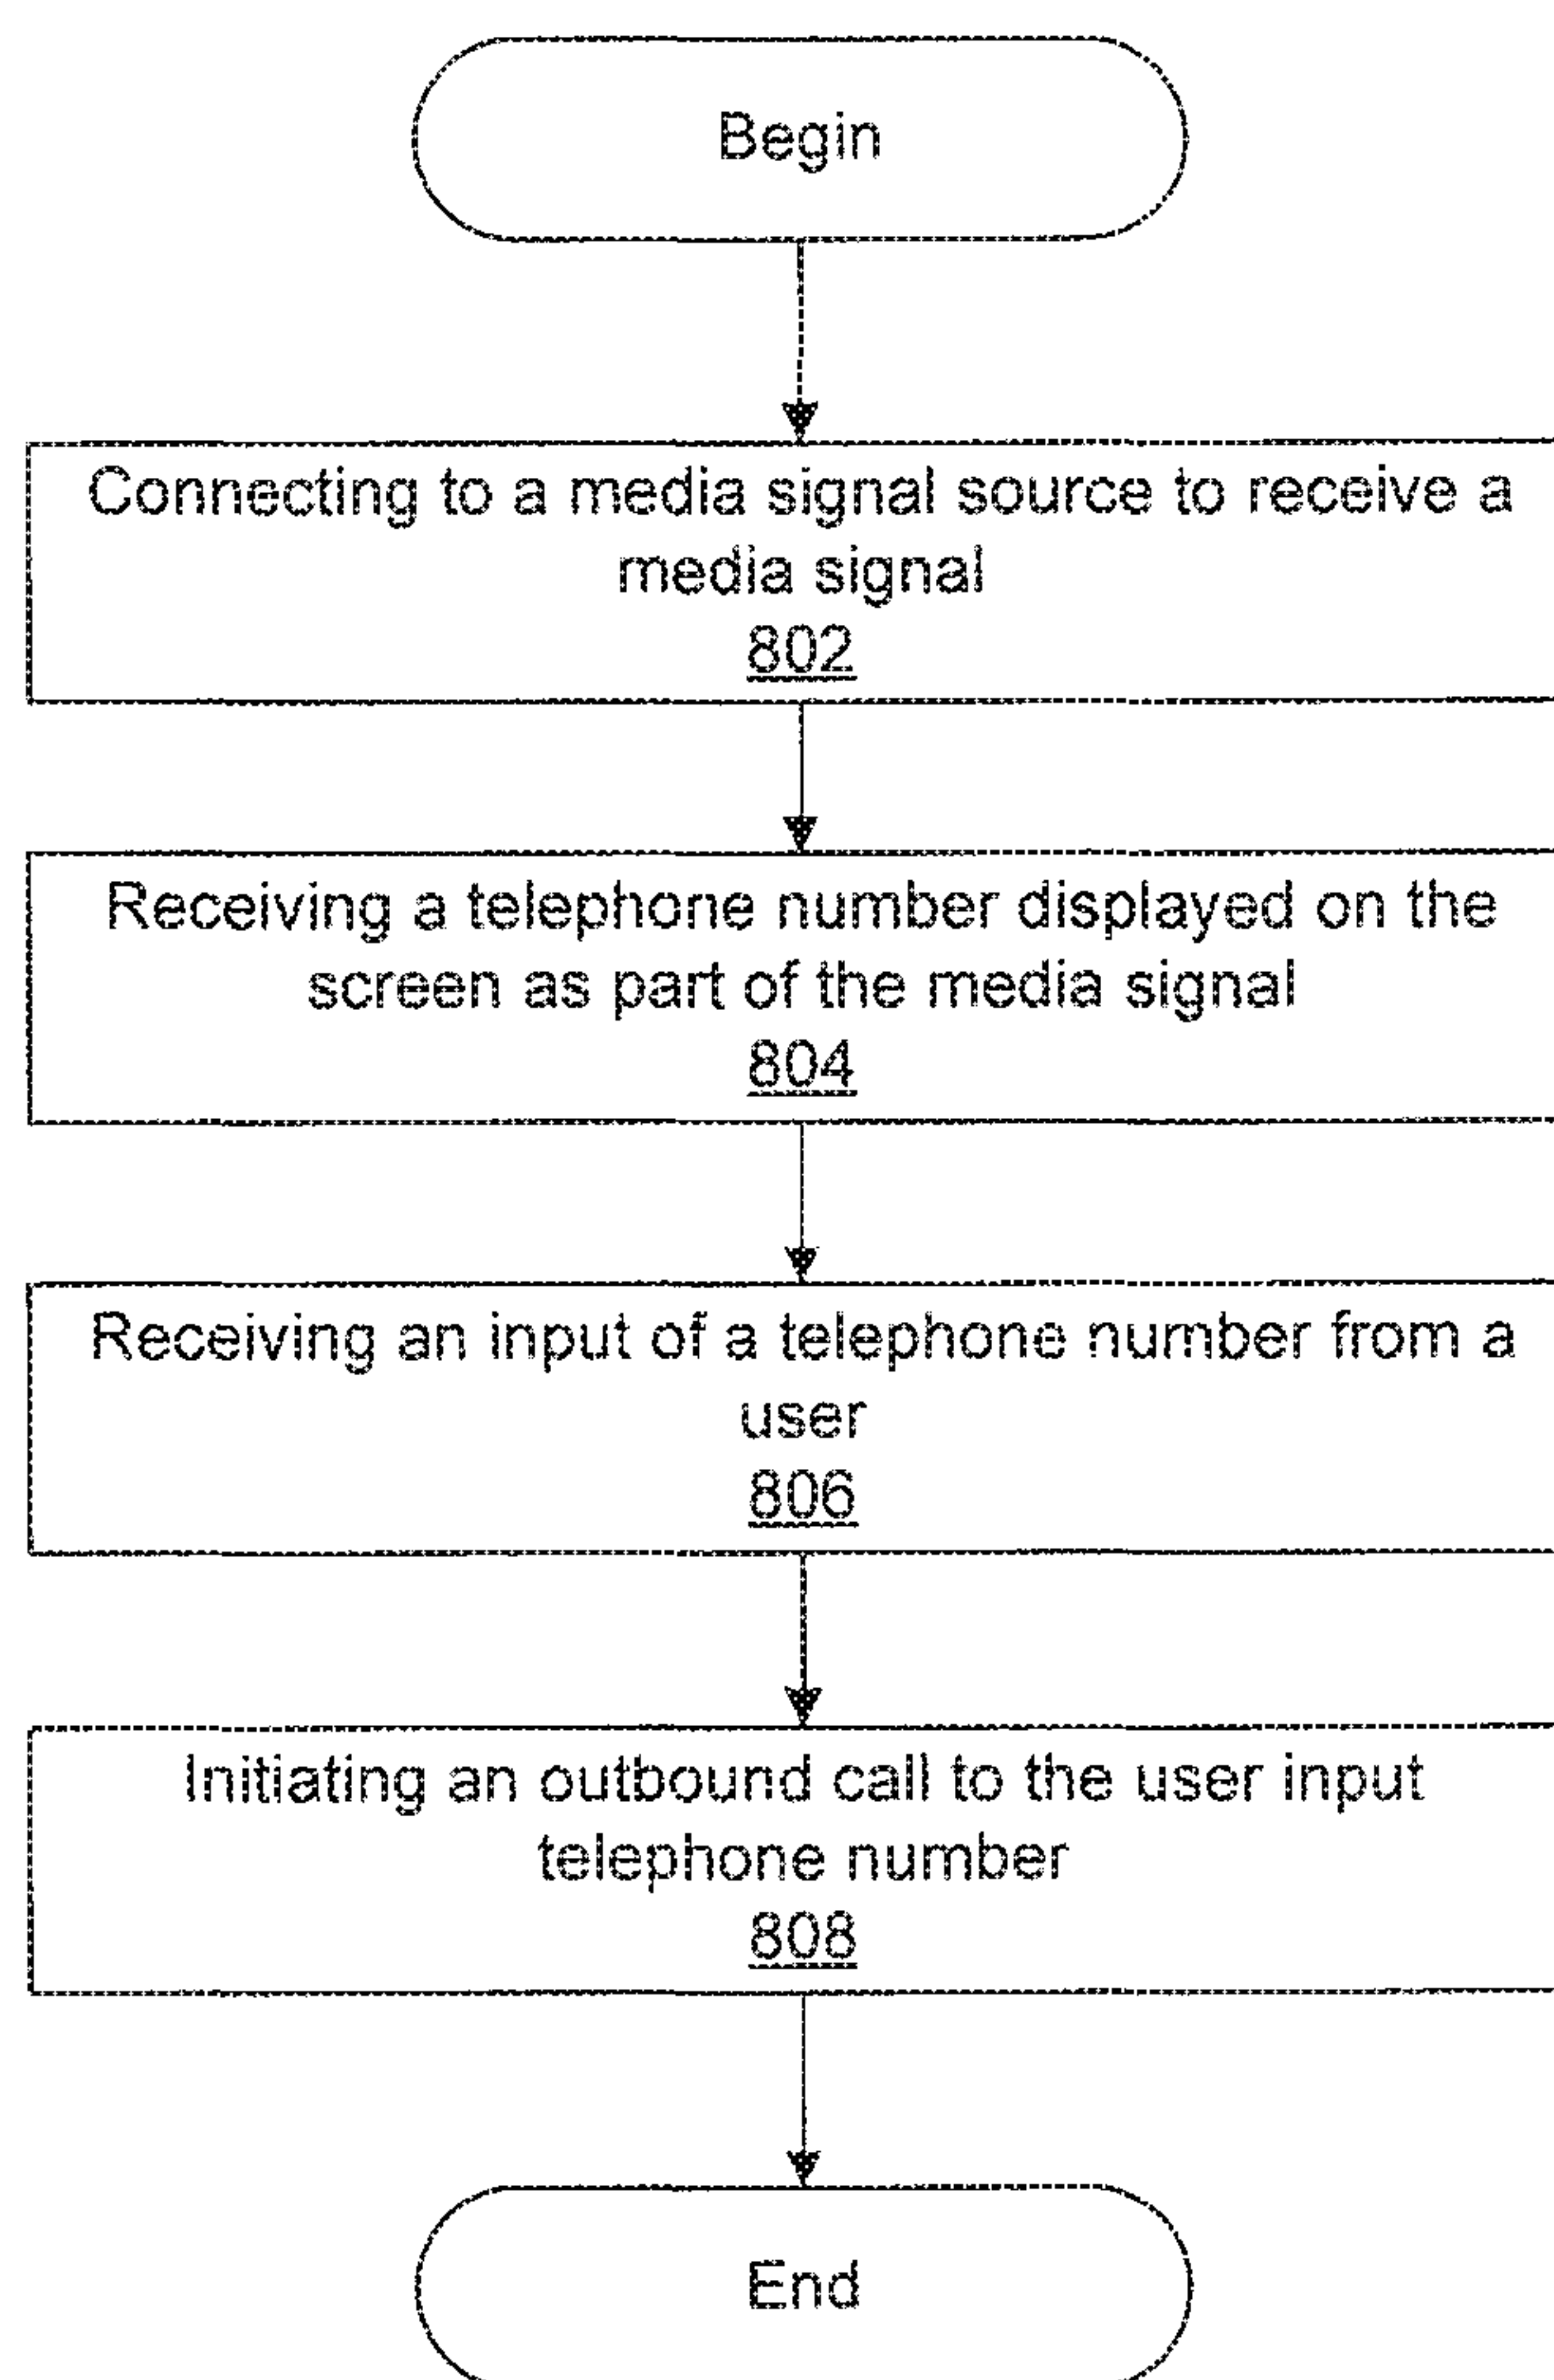 Begin
Connecting to a media signal source to receive a
media signal
802
Receiving a telephone number displayed on the
screen as part of the media signal
804
Receiving an input of a telephone number from a
user
806
Initiating an outbound call to the user input
telephone number
808
End